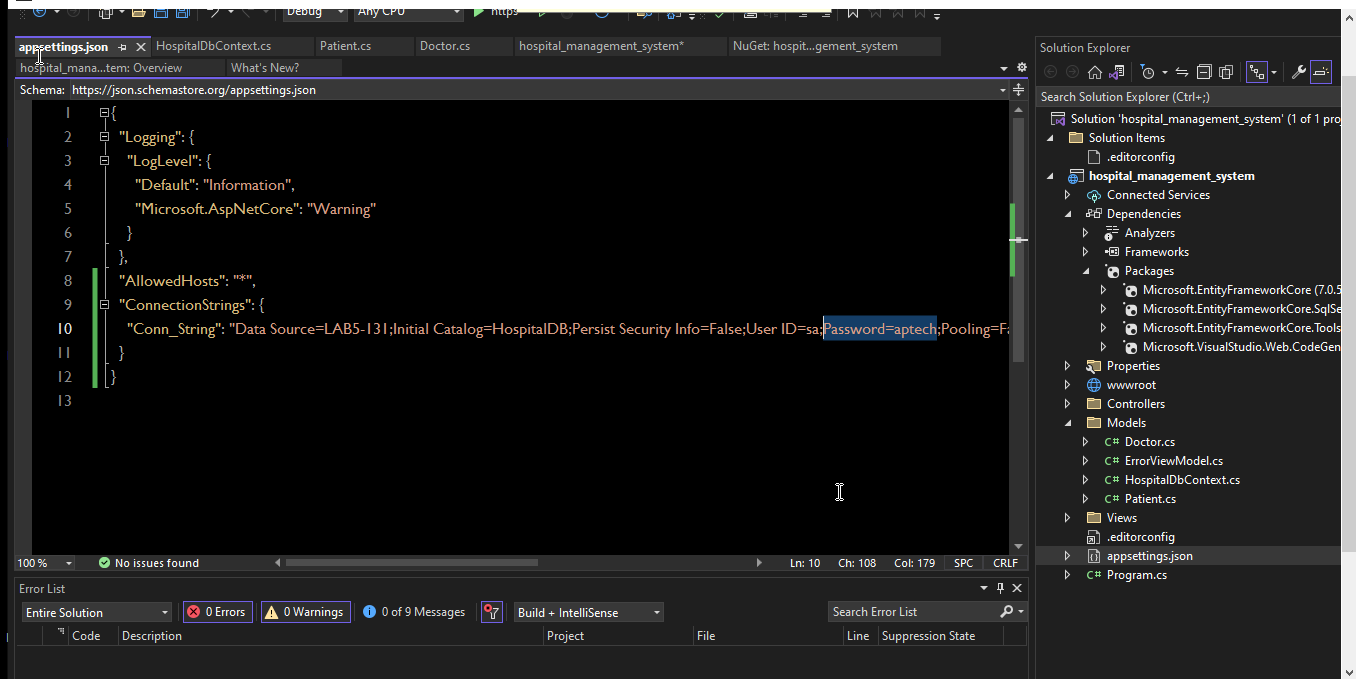 Debug
Any CPU
https
appsettings.json
HospitalDbContext.cs
Patient.cs
Doctor.cs
hospital_management_system*
NuGet: hospit...gement_system
hospital_mana...tem: Overview
What's New?
Schema: https://json.schemastore.org/appsettings.json
1 {
2 "Logging": {
3 "LogLevel": {
4 "Default": "Information",
5 "Microsoft.AspNetCore": "Warning"
6 }
7 },
8 "AllowedHosts": "*",
9 "ConnectionStrings": {
10 "Conn_String": "Data Source=LAB5-131;Initial Catalog=HospitalDB;Persist Security Info=False;User ID=sa;Password=aptech;Pooling=Fa
11 }
12 }
13
100 %
No issues found
Ln: 10 Ch: 108 Col: 179 SPC CRLF
Error List
Entire Solution
0 Errors
0 Warnings
0 of 9 Messages
Build + IntelliSense
Search Error List
Code Description Project File Line Suppression State
Solution Explorer
Search Solution Explorer (Ctrl+;)
Solution 'hospital_management_system' (1 of 1 proj
Solution Items
.editorconfig
hospital_management_system
Connected Services
Dependencies
Analyzers
Frameworks
Packages
Microsoft.EntityFrameworkCore (7.0.5
Microsoft.EntityFrameworkCore.SqlSe
Microsoft.EntityFrameworkCore.Tools
Microsoft.VisualStudio.Web.CodeGen
Properties
wwwroot
Controllers
Models
C# Doctor.cs
C# ErrorViewModel.cs
C# HospitalDbContext.cs
C# Patient.cs
Views
.editorconfig
appsettings.json
C# Program.cs